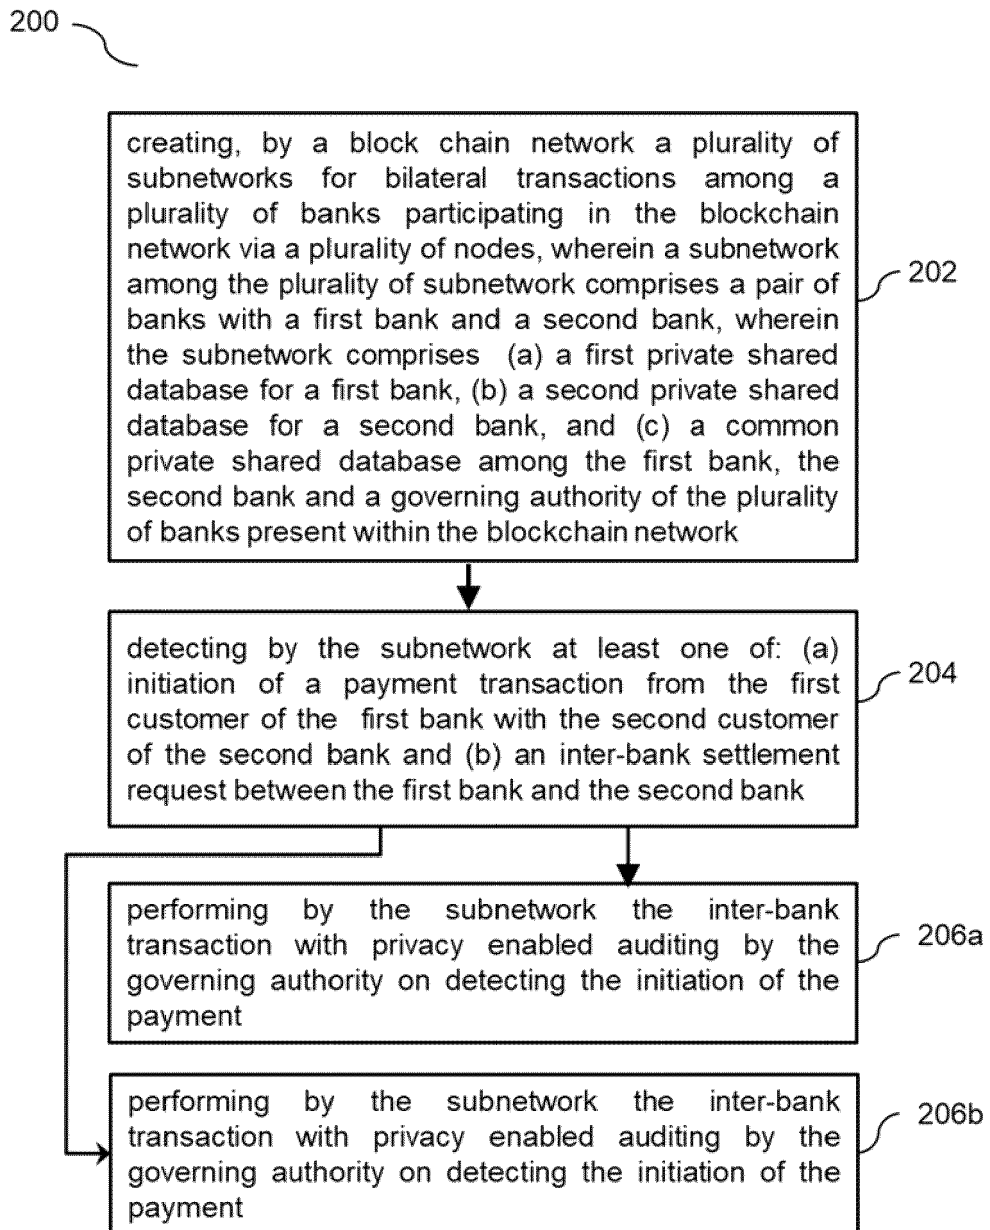 200
creating, by a block chain network a plurality of
subnetworks for bilateral transactions among a
plurality of banks participating in the blockchain
network via a plurality of nodes, wherein a subnetwork
among the plurality of subnetwork comprises a pair of
banks with a first bank and a second bank, wherein
the subnetwork comprises (a) a first private shared
database for a first bank, (b) a second private shared
database for a second bank, and (c) a common
private shared database among the first bank, the
second bank and a governing authority of the plurality
of banks present within the blockchain network
202
detecting by the subnetwork at least one of: (a)
initiation of a payment transaction from the first
customer of the first bank with the second customer
of the second bank and (b) an inter-bank settlement
request between the first bank and the second bank
204
performing by the subnetwork the inter-bank
transaction with privacy enabled auditing by the
governing authority on detecting the initiation of the
payment
206a
performing by the subnetwork the inter-bank
transaction with privacy enabled auditing by the
governing authority on detecting the initiation of the
payment
206b